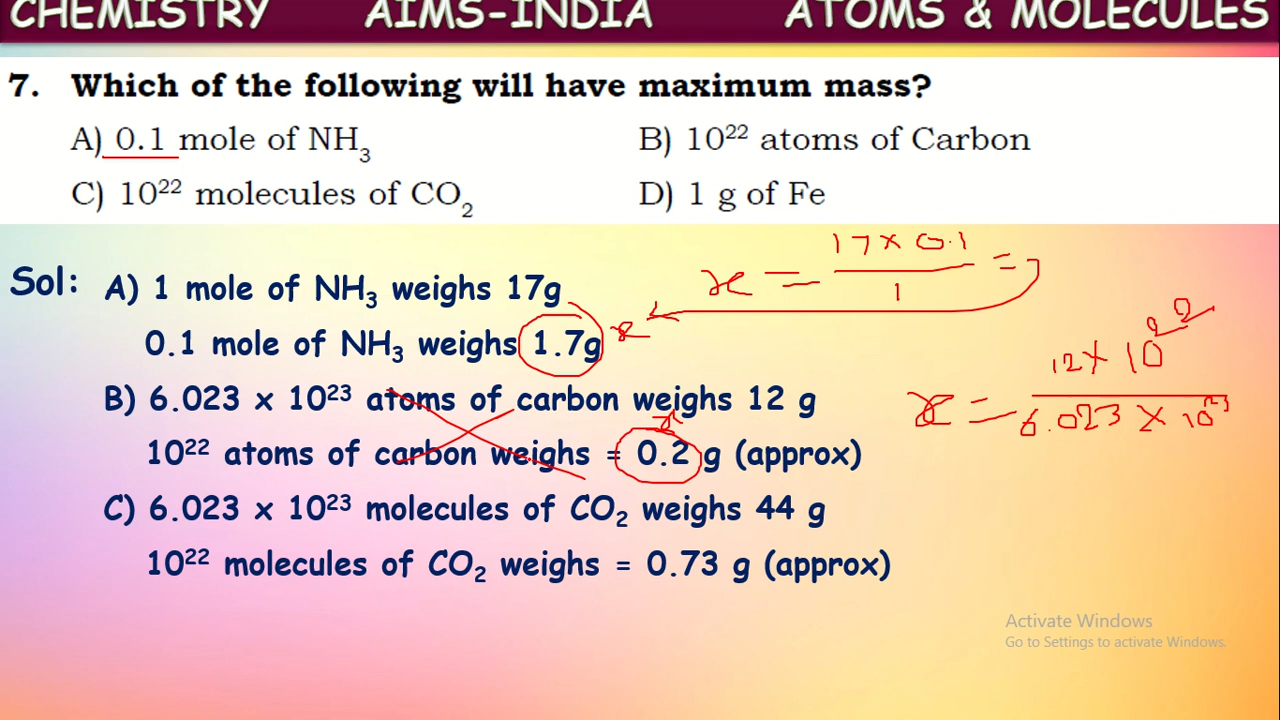 CHEMISTRY AIMS-INDIA ATOMS & MOLECULES
7. Which of the following will have maximum mass?
A) 0.1 mole of NH₃ B) 10²² atoms of Carbon
C) 10²² molecules of CO₂ D) 1 g of Fe
Sol: A) 1 mole of NH₃ weighs 17g
x = 17 × 0.1 / 1 =
0.1 mole of NH₃ weighs 1.7g x
B) 6.023 x 10²³ atoms of carbon weighs 12 g
x = 12 × 10²² / 6.023 × 10²³
x
10²² atoms of carbon weighs = 0.2 g (approx)
C) 6.023 x 10²³ molecules of CO₂ weighs 44 g
10²² molecules of CO₂ weighs = 0.73 g (approx)
Activate Windows
Go to Settings to activate Windows.